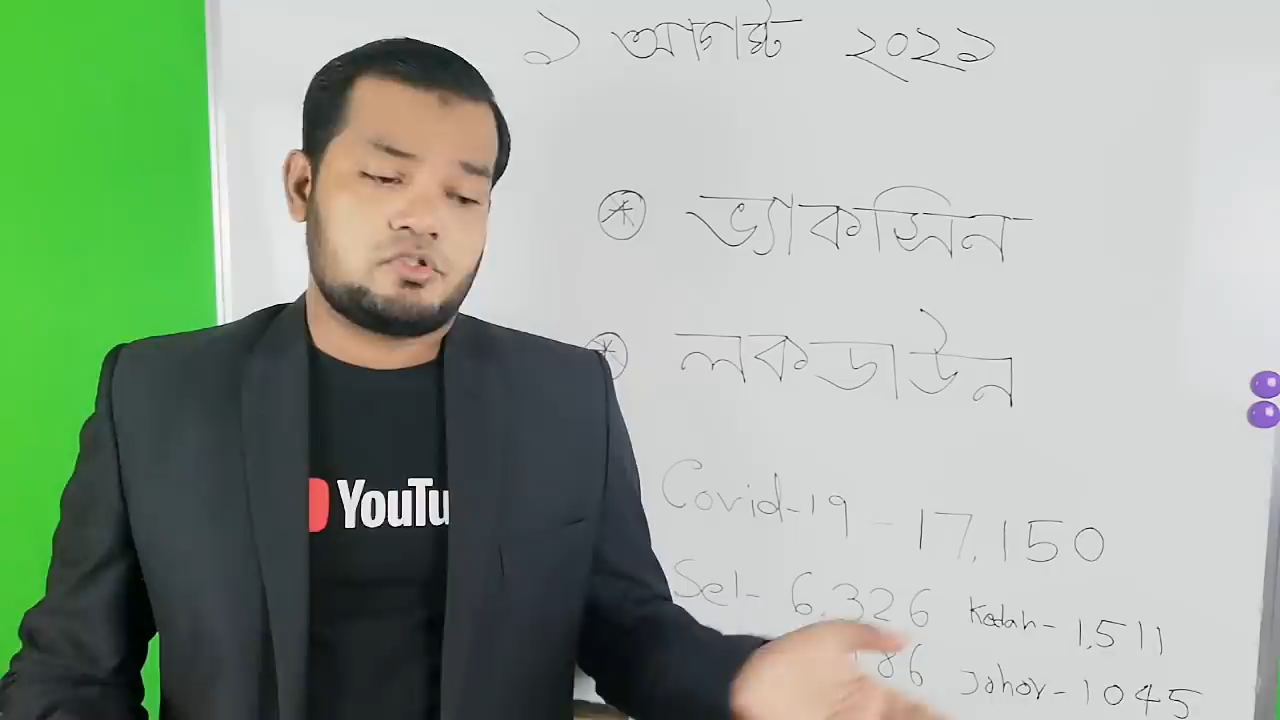 ১ আগষ্ট ২০২১
ভ্যাকসিন
লকডাউন
Covid-19 - 17,150
Sel- 6,326 Kedah- 1,511
86 Johor- 1045
YouTu